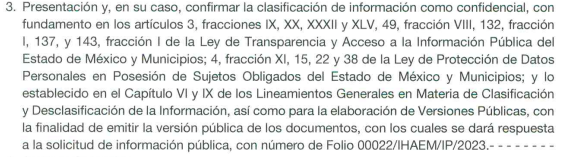 3. Presentación y, en su caso, confirmar la clasificación de información como confidencial, con
fundamento en los artículos 3, fracciones IX, XX, XXXII y XLV, 49, fracción VIII, 132, fracción
I, 137, y 143, fracción I de la Ley de Transparencia y Acceso a la Información Pública del
Estado de México y Municipios; 4, fracción XI, 15, 22 y 38 de la Ley de Protección de Datos
Personales en Posesión de Sujetos Obligados del Estado de México y Municipios; y lo
establecido en el Capítulo VI y IX de los Lineamientos Generales en Materia de Clasificación
y Desclasificación de la Información, así como para la elaboración de Versiones Públicas, con
la finalidad de emitir la versión pública de los documentos, con los cuales se dará respuesta
a la solicitud de información pública, con número de Folio 00022/IHAEM/IP/2023.- - - - - - - -